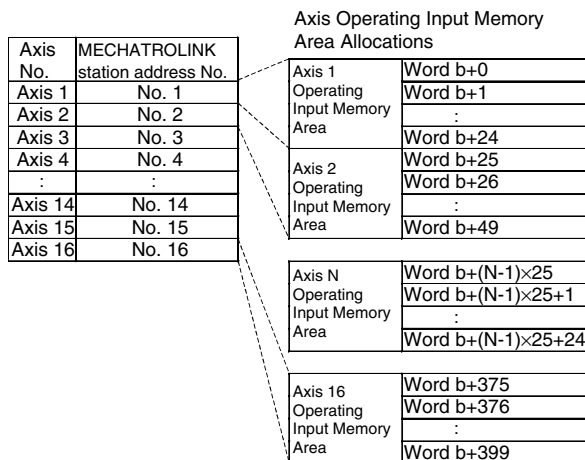 Axis Operating Input Memory
Area Allocations
Axis
No.
MECHATROLINK
station address No.
Axis 1
No. 1
Axis 2
No. 2
Axis 3
No. 3
Axis 4
No. 4
:
:
Axis 14
No. 14
Axis 15
No. 15
Axis 16
No. 16
Axis 1
Operating
Input Memory
Area
Word b+0
Word b+1
:
Word b+24
Axis 2
Operating
Input Memory
Area
Word b+25
Word b+26
:
Word b+49
Axis N
Operating
Input Memory
Area
Word b+(N-1)×25
Word b+(N-1)×25+1
:
Word b+(N-1)×25+24
Axis 16
Operating
Input Memory
Area
Word b+375
Word b+376
:
Word b+399